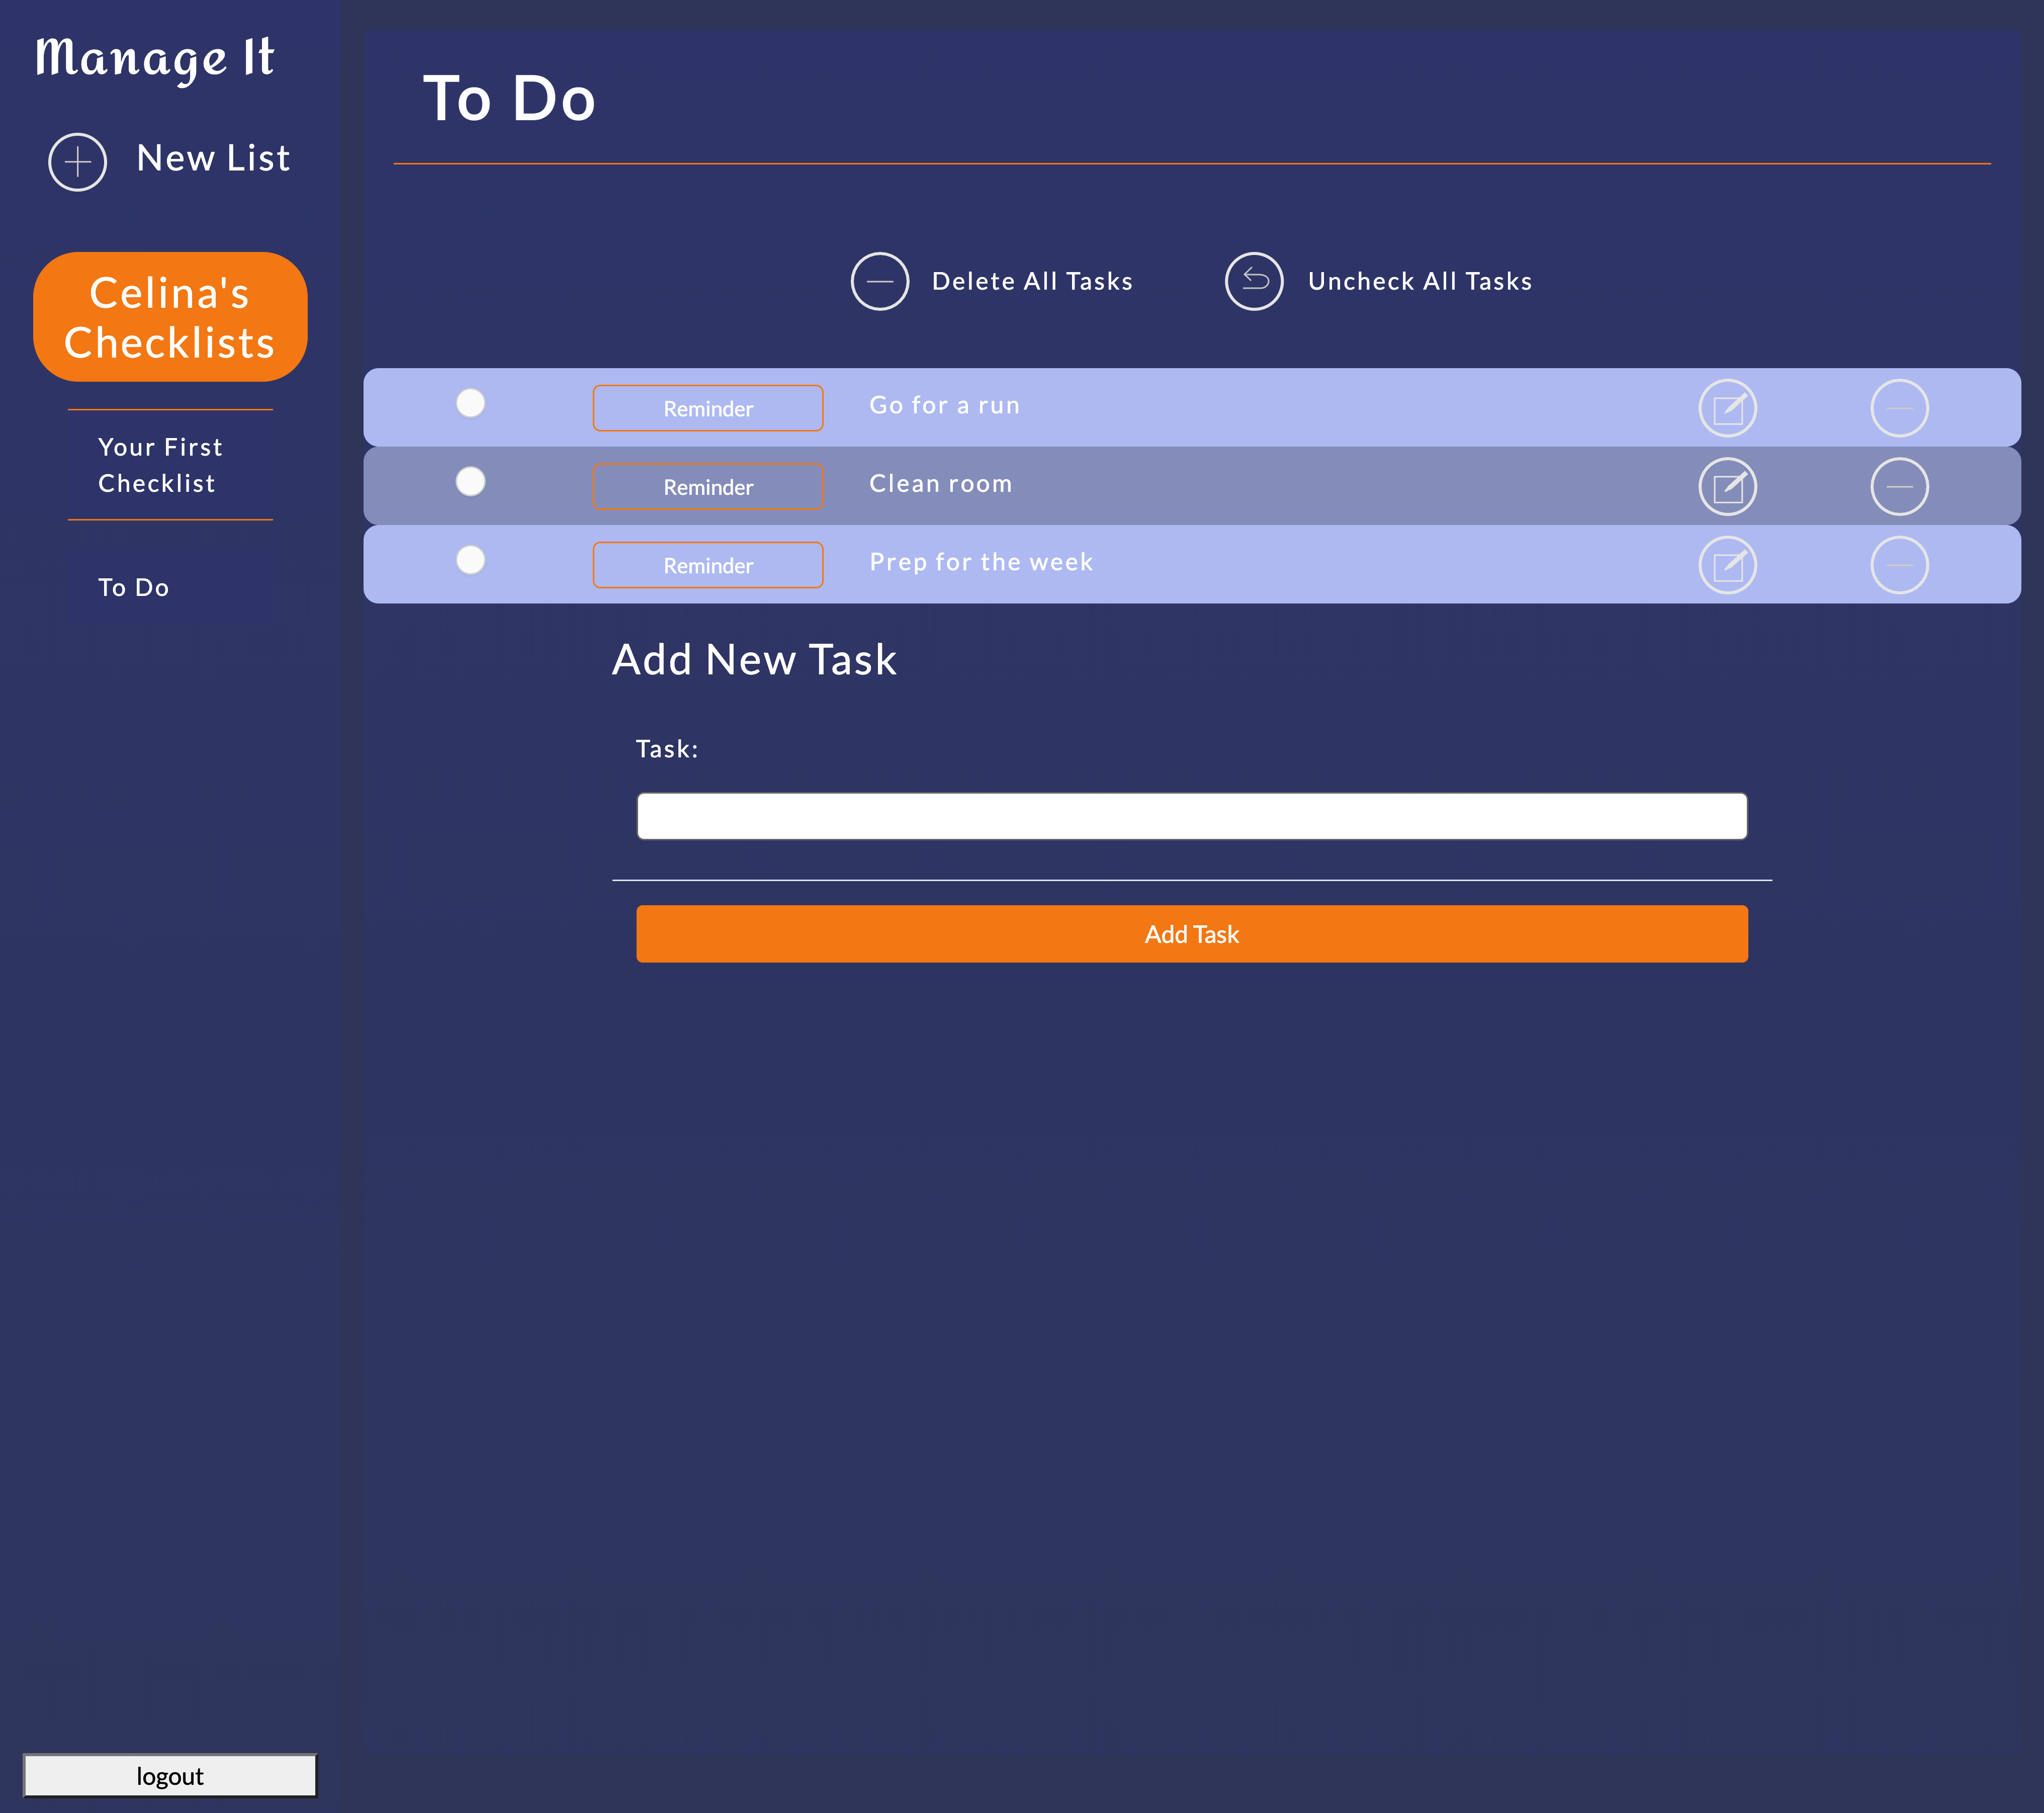 Manage It
New List
Celina's
Checklists
Your First
Checklist
To Do
logout
To Do
Delete All Tasks
Uncheck All Tasks
Reminder
Go for a run
Reminder
Clean room
Reminder
Prep for the week
Add New Task
Task:
Add Task